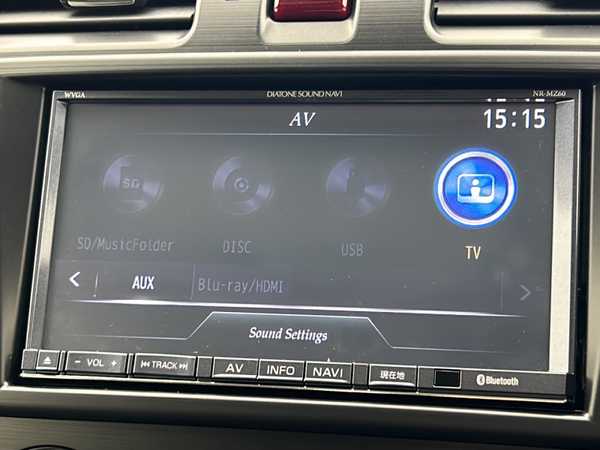 WVGA DIATONE SOUND NAVI NR-MZ60
AV 15:15
SD
SD/MusicFolder DISC USB TV
< AUX Blu-ray/HDMI >
Sound Settings
- VOL + TRACK AV INFO NAVI 現在地 Bluetooth